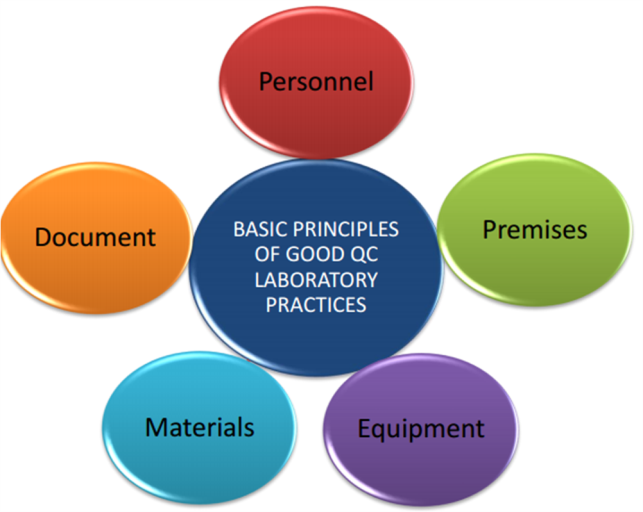 Personnel
Document
BASIC PRINCIPLES
OF GOOD QC
LABORATORY
PRACTICES
Premises
Materials
Equipment